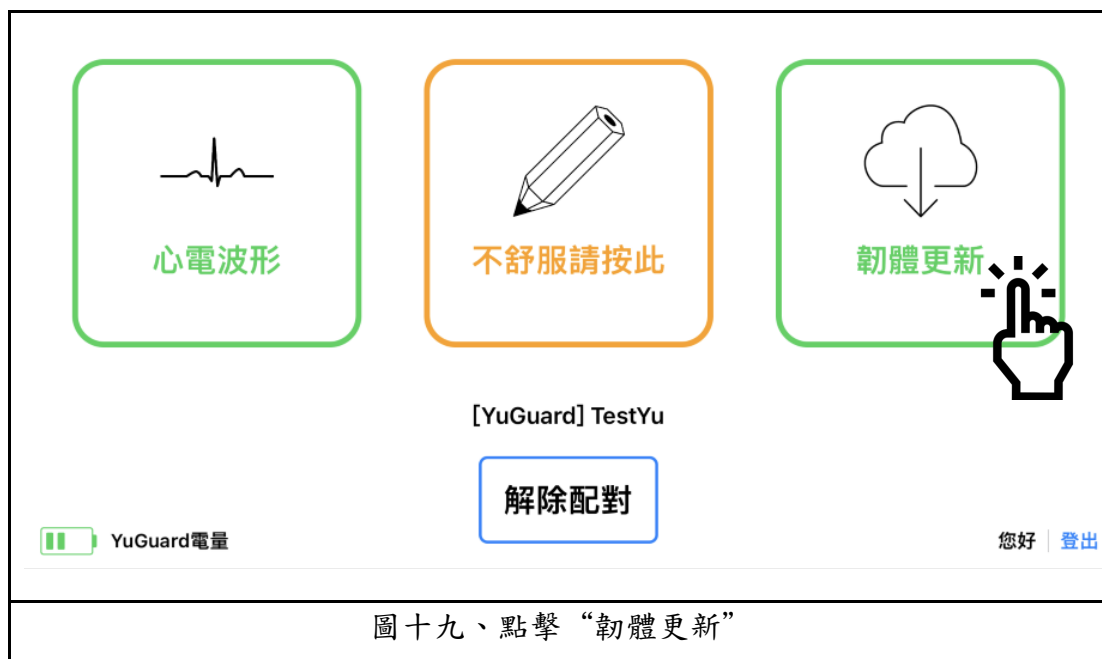 心電波形
不舒服請按此
韌體更新
[YuGuard] TestYu
解除配對
YuGuard電量
您好 登出
圖十九、點擊“韌體更新”